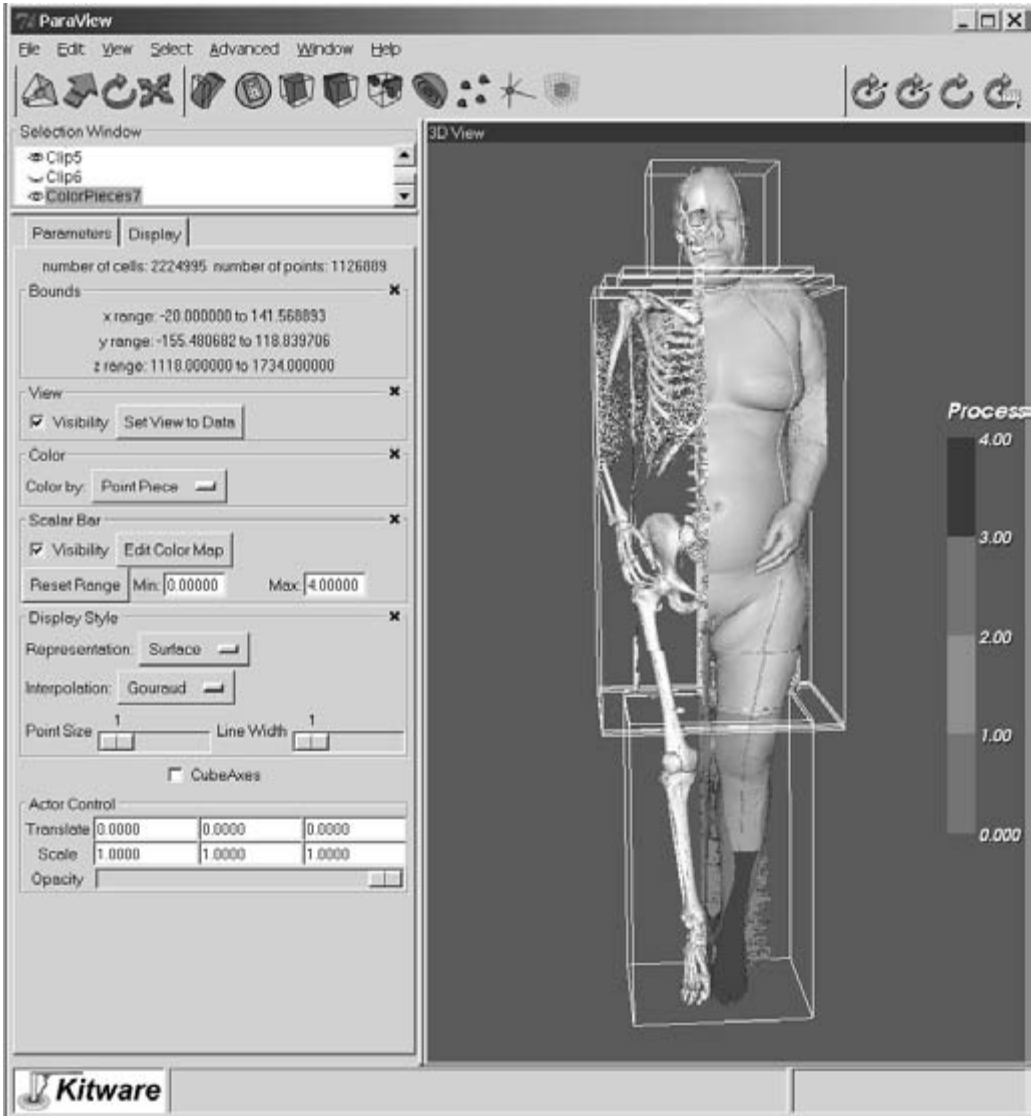 ParaView
File Edit View Select Advanced Window Help
Selection Window
Clip5
Clip6
ColorPieces7
3D View
Parameters Display
number of cells: 2224995 number of points: 1126889
Bounds
x range: -20.000000 to 141.568893
y range: -155.480682 to 118.839706
z range: 1118.000000 to 1734.000000
View
Visibility Set View to Data
Color
Color by: Point Piece
Scalar Bar
Visibility Edit Color Map
Reset Range Min: 0.00000 Max: 4.00000
Display Style
Representation: Surface
Interpolation: Gouraud
Point Size 1 Line Width 1
CubeAxes
Actor Control
Translate 0.0000 0.0000 0.0000
Scale 1.0000 1.0000 1.0000
Opacity
Process
4.00
3.00
2.00
1.00
0.000
Kitware